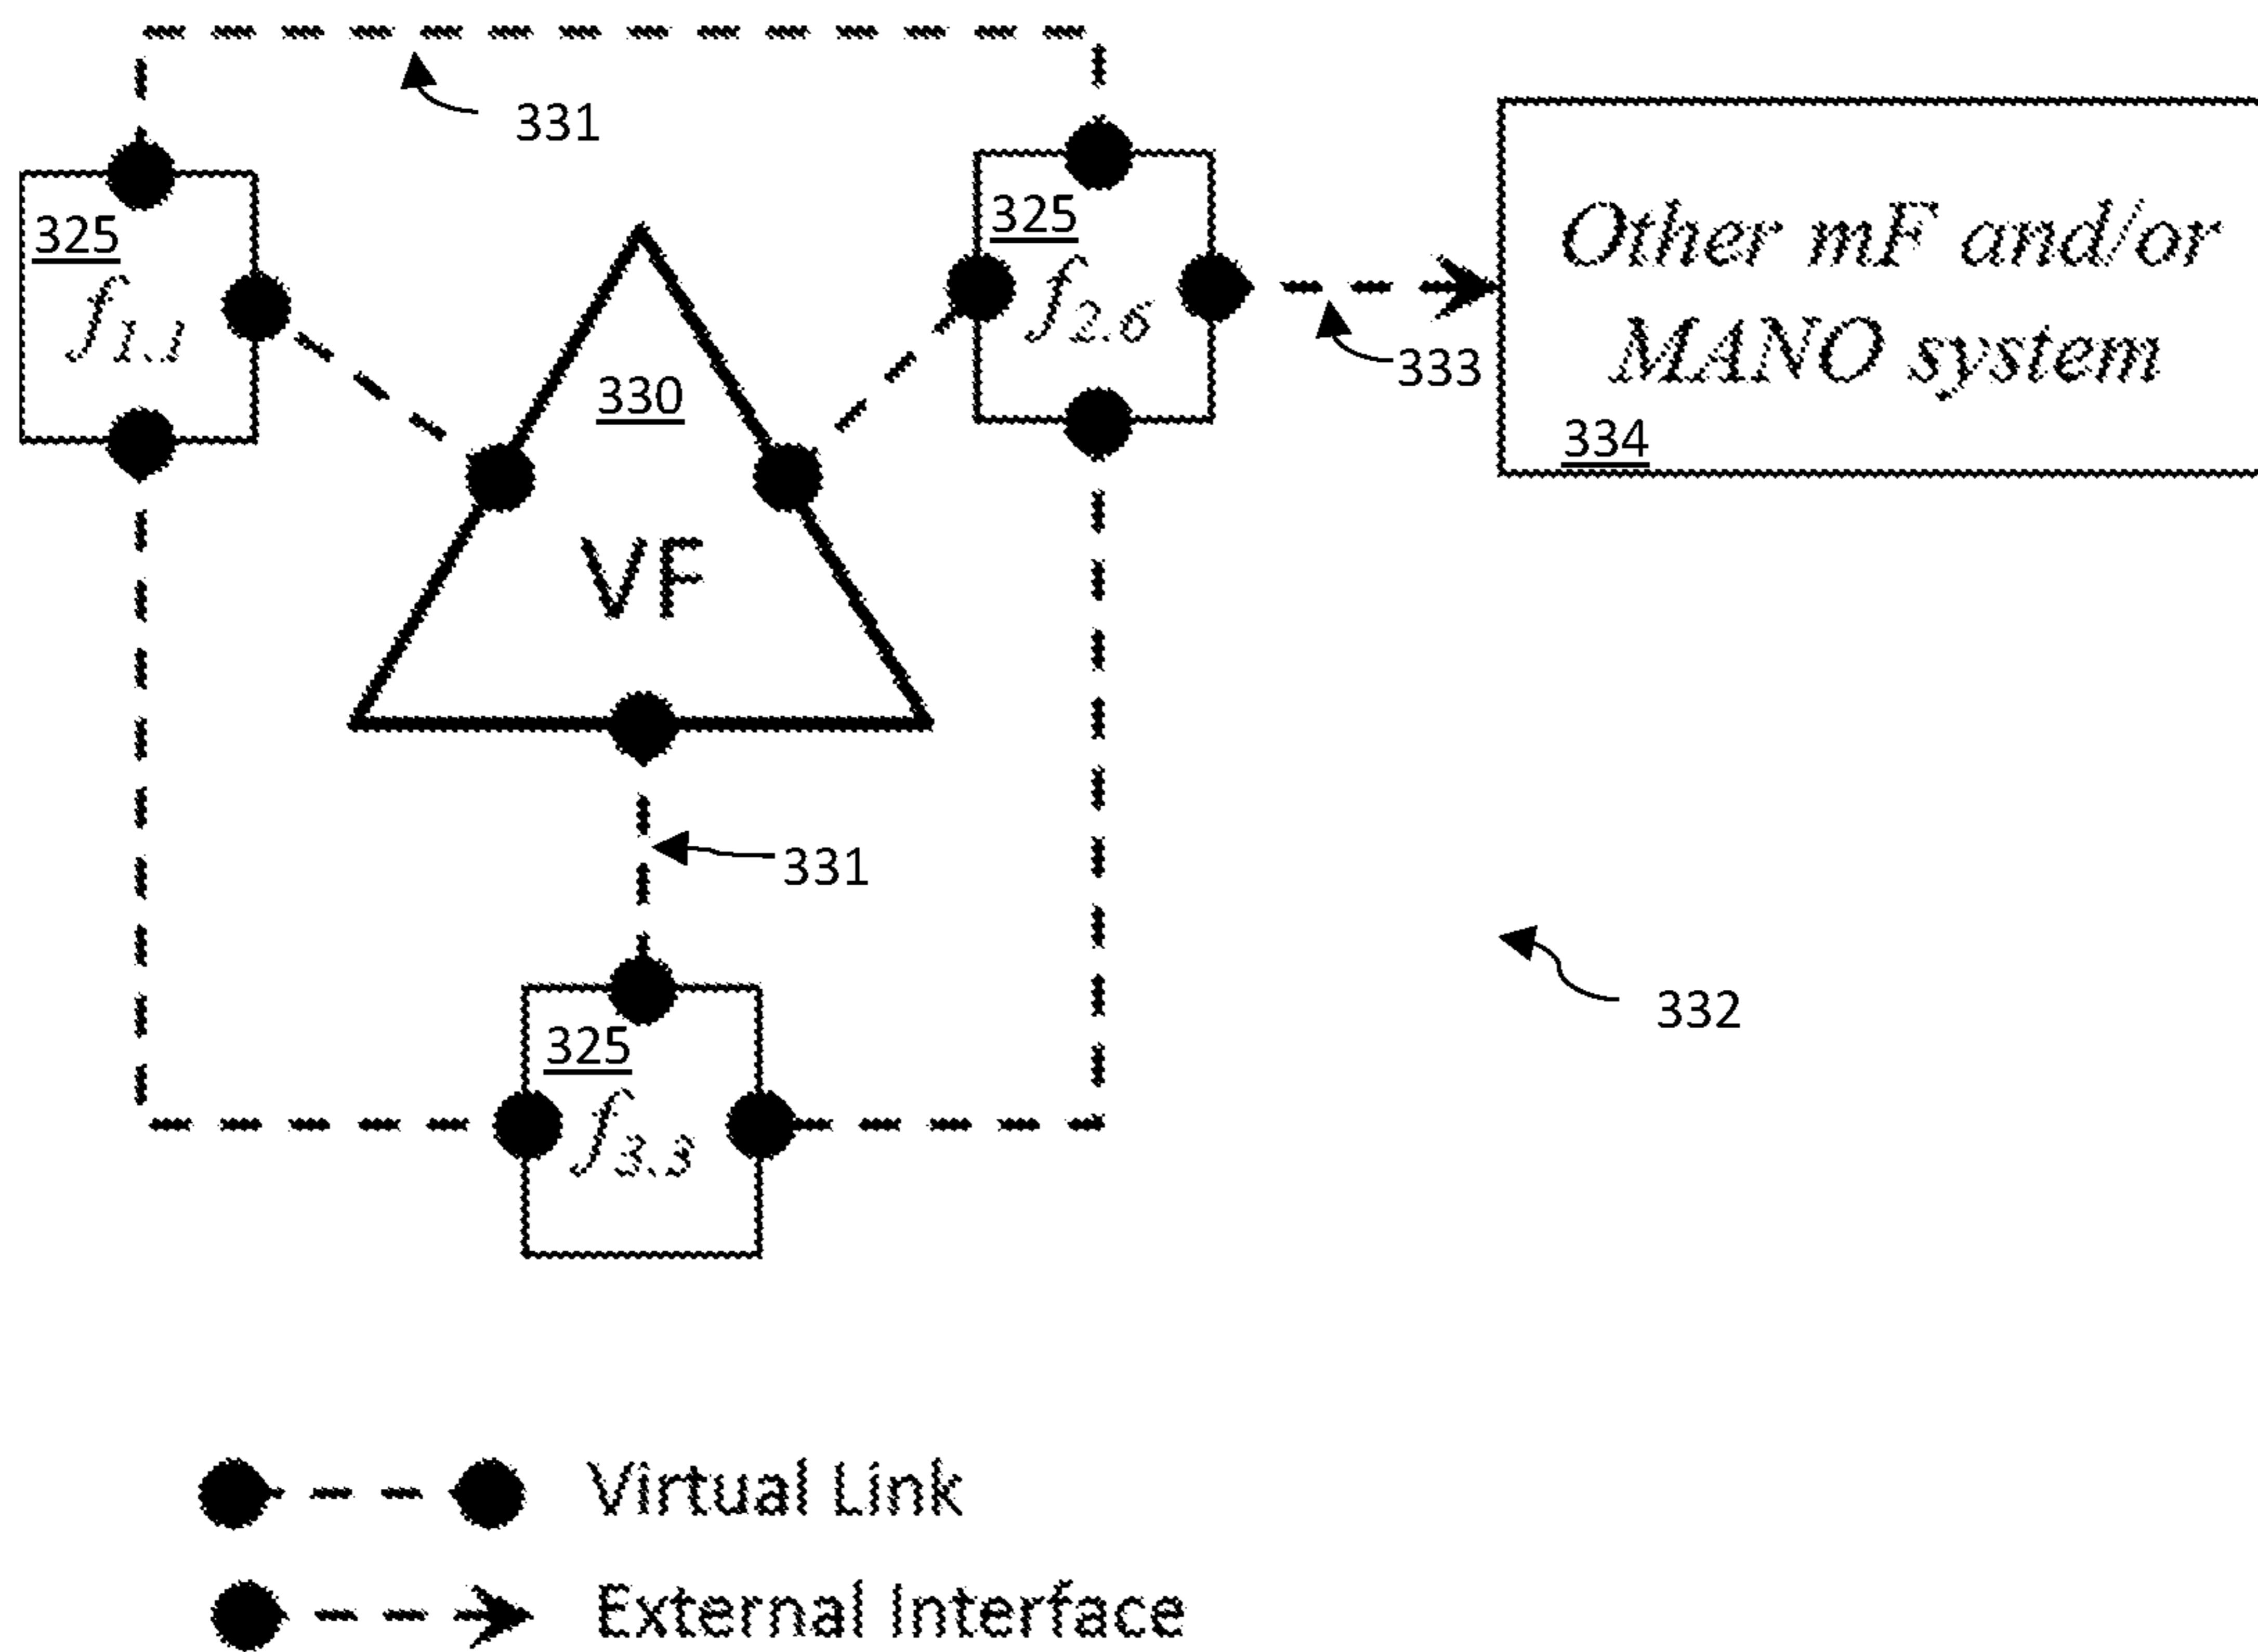 331
325
f1.1
325
f2.6
333
Other mF and/or
MANO system
334
330
VF
331
325
f3.3
332
Virtual Link
External Interface